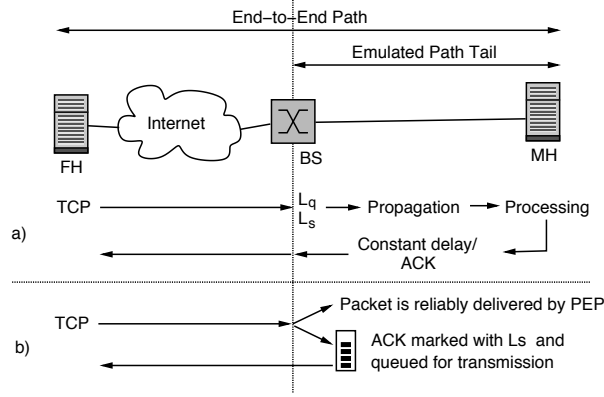 End–to–End Path
Emulated Path Tail
Internet
FH
BS
MH
TCP
Lq
Ls
Propagation
Processing
a)
Constant delay/
ACK
Packet is reliably delivered by PEP
TCP
b)
ACK marked with Ls and
queued for transmission